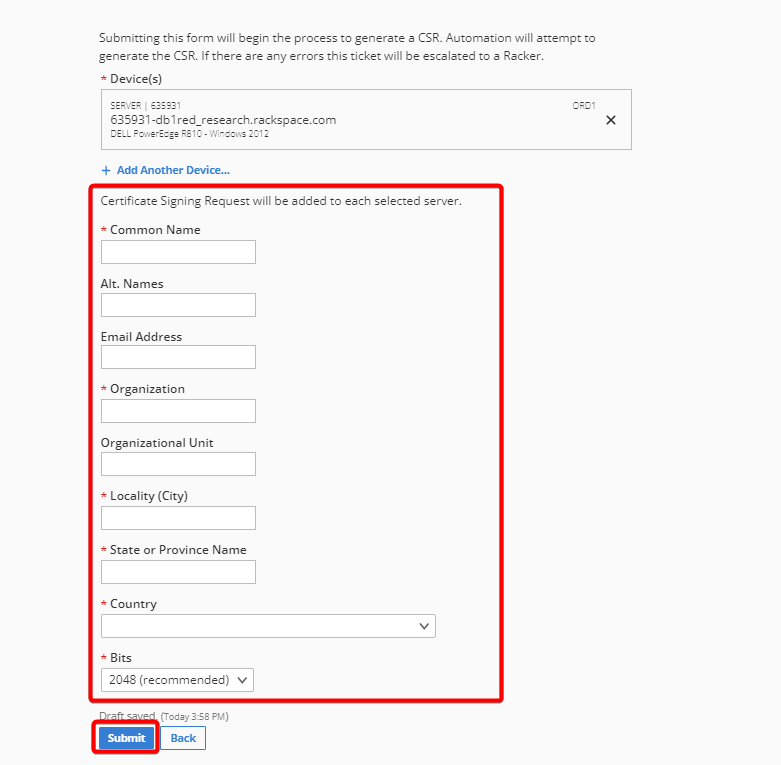 Submitting this form will begin the process to generate a CSR. Automation will attempt to
generate the CSR. If there are any errors this ticket will be escalated to a Racker.
* Device(s)
SERVER | 635931 ORD1
635931-db1red_research.rackspace.com
DELL PowerEdge R810 - Windows 2012
+ Add Another Device...
Certificate Signing Request will be added to each selected server.
* Common Name
Alt. Names
Email Address
* Organization
Organizational Unit
* Locality (City)
* State or Province Name
* Country
* Bits
2048 (recommended)
Draft saved. (Today 3:58 PM)
Submit Back